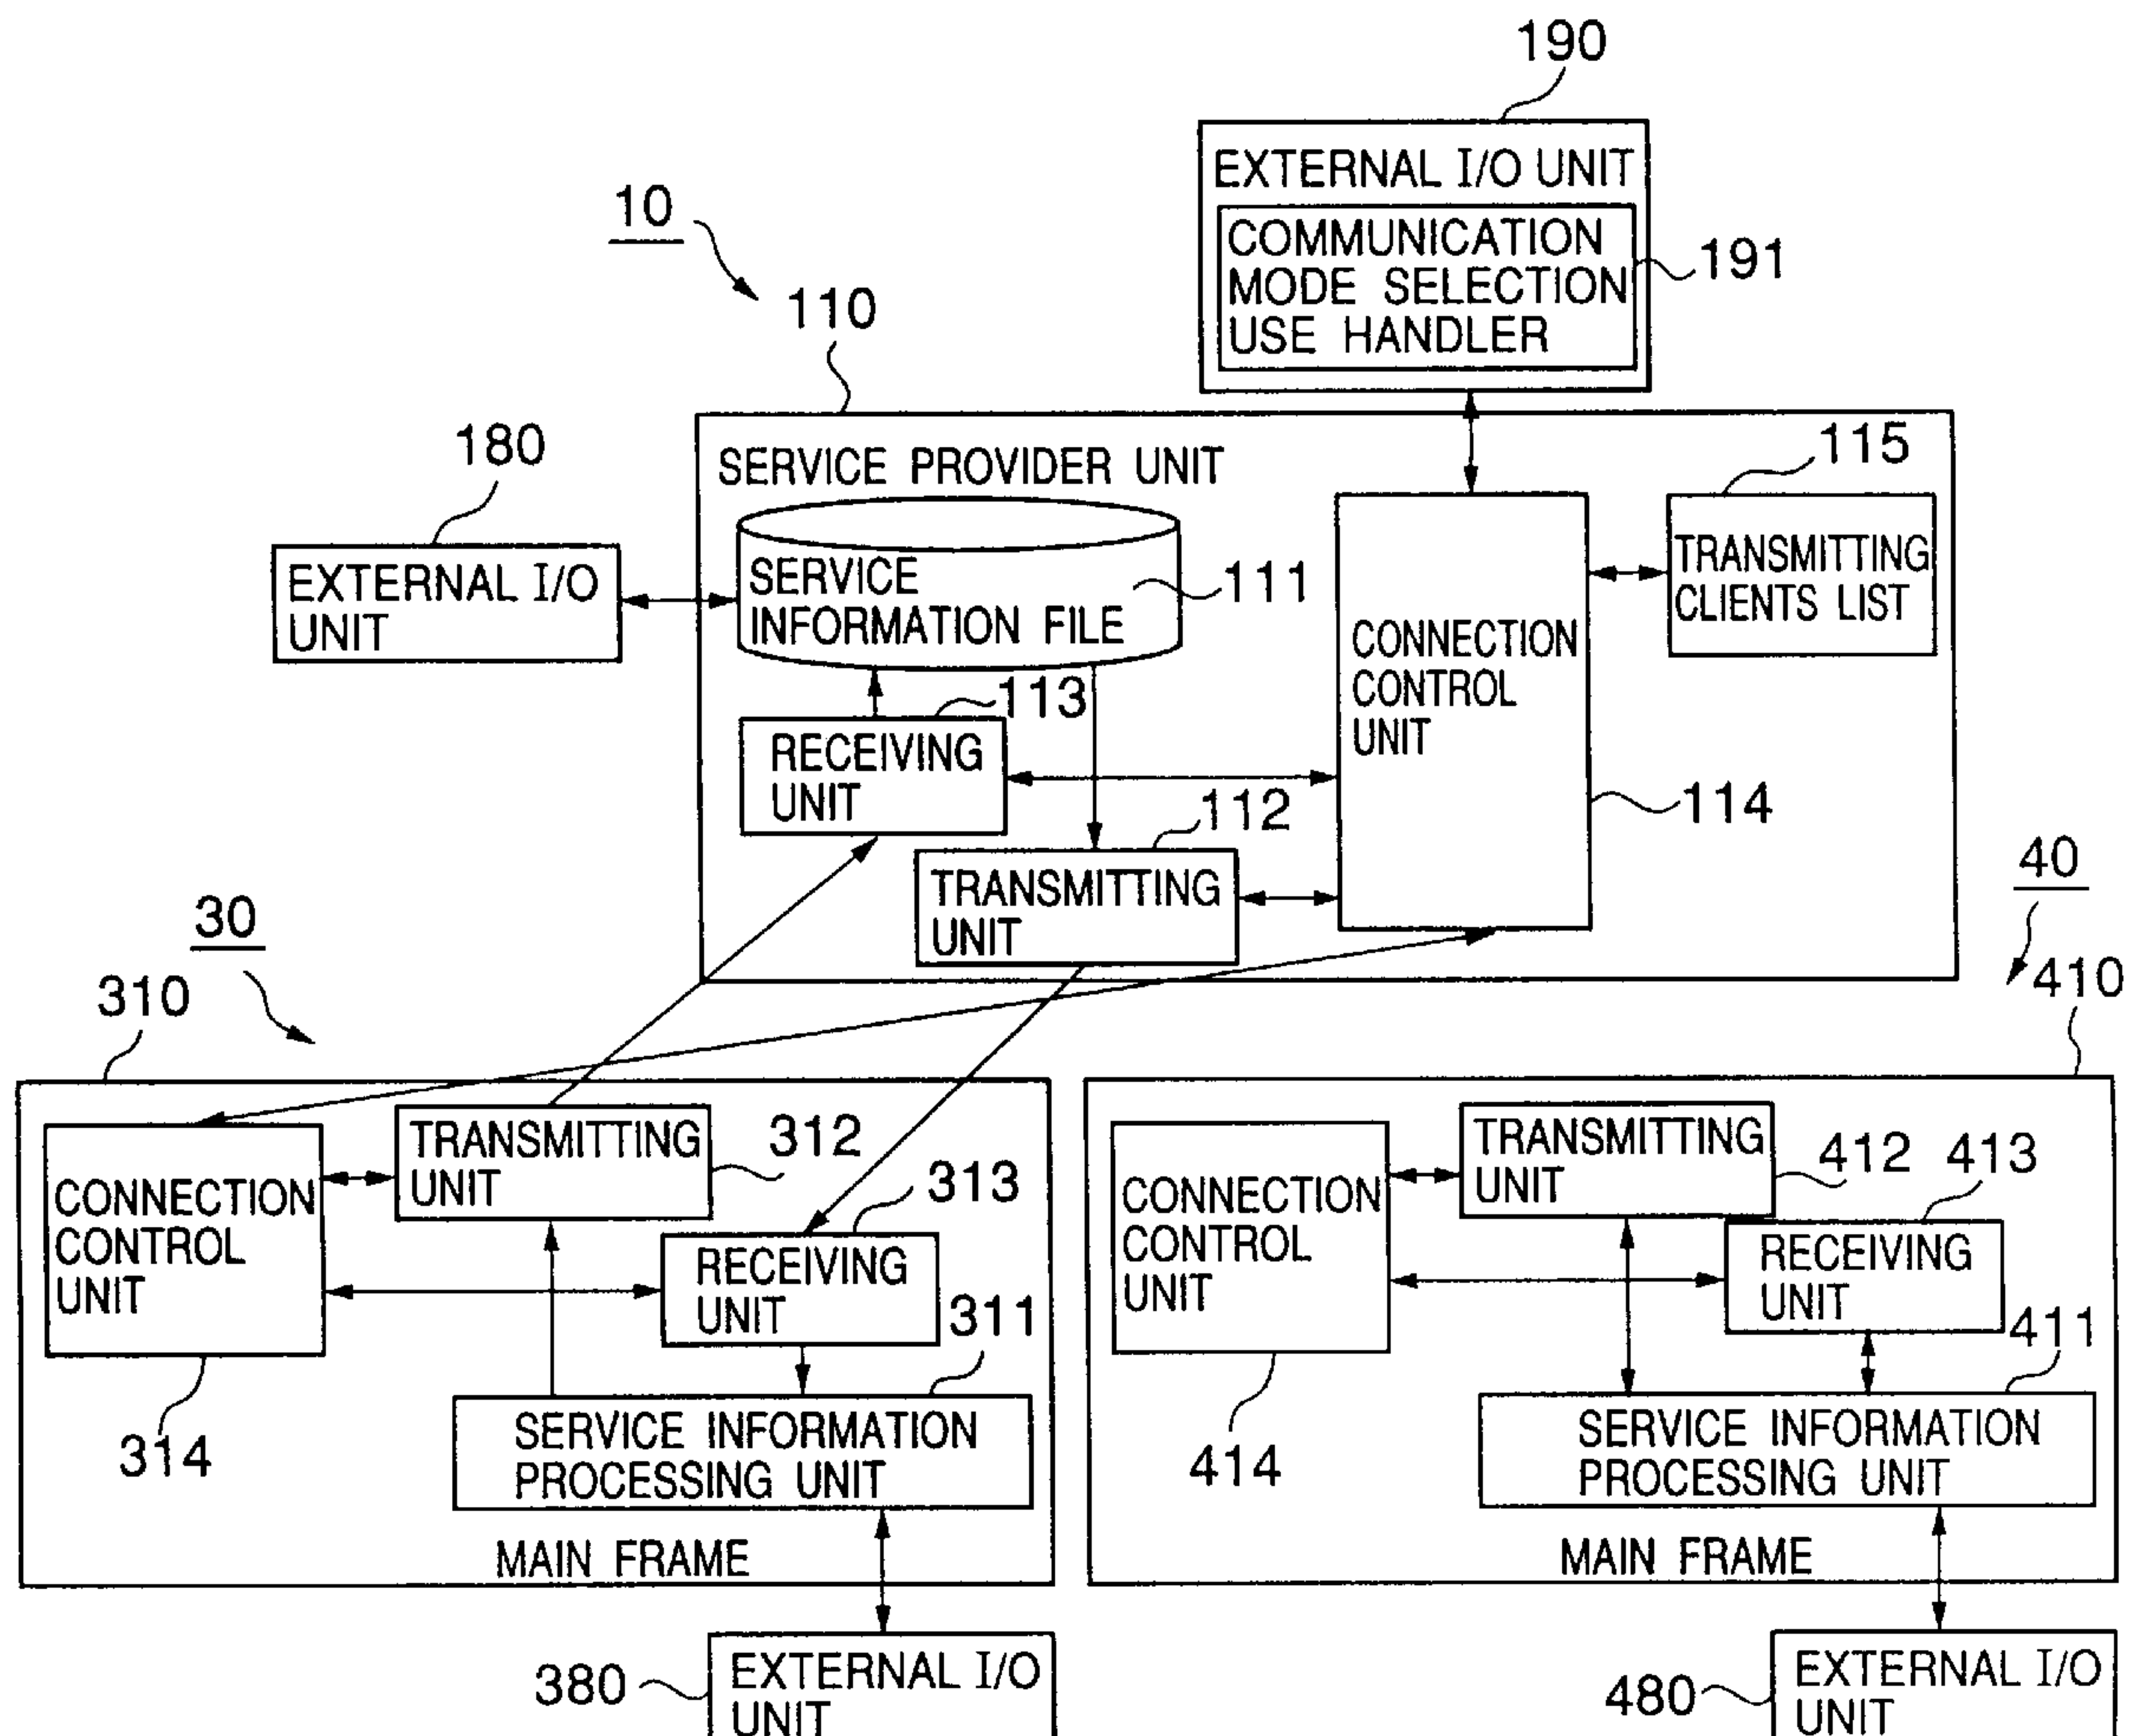 190
EXTERNAL I/O UNIT
COMMUNICATION
MODE SELECTION
USE HANDLER
191
10
110
180
SERVICE PROVIDER UNIT
115
EXTERNAL I/O
UNIT
SERVICE
INFORMATION FILE
111
CONNECTION
CONTROL
UNIT
TRANSMITTING
CLIENTS LIST
113
RECEIVING
UNIT
114
112
TRANSMITTING
UNIT
30
40
310
410
TRANSMITTING
UNIT
312
CONNECTION
CONTROL
UNIT
313
RECEIVING
UNIT
311
314
SERVICE INFORMATION
PROCESSING UNIT
MAIN FRAME
380
EXTERNAL I/O
UNIT
TRANSMITTING
UNIT
412
413
CONNECTION
CONTROL
UNIT
RECEIVING
UNIT
411
414
SERVICE INFORMATION
PROCESSING UNIT
MAIN FRAME
480
EXTERNAL I/O
UNIT